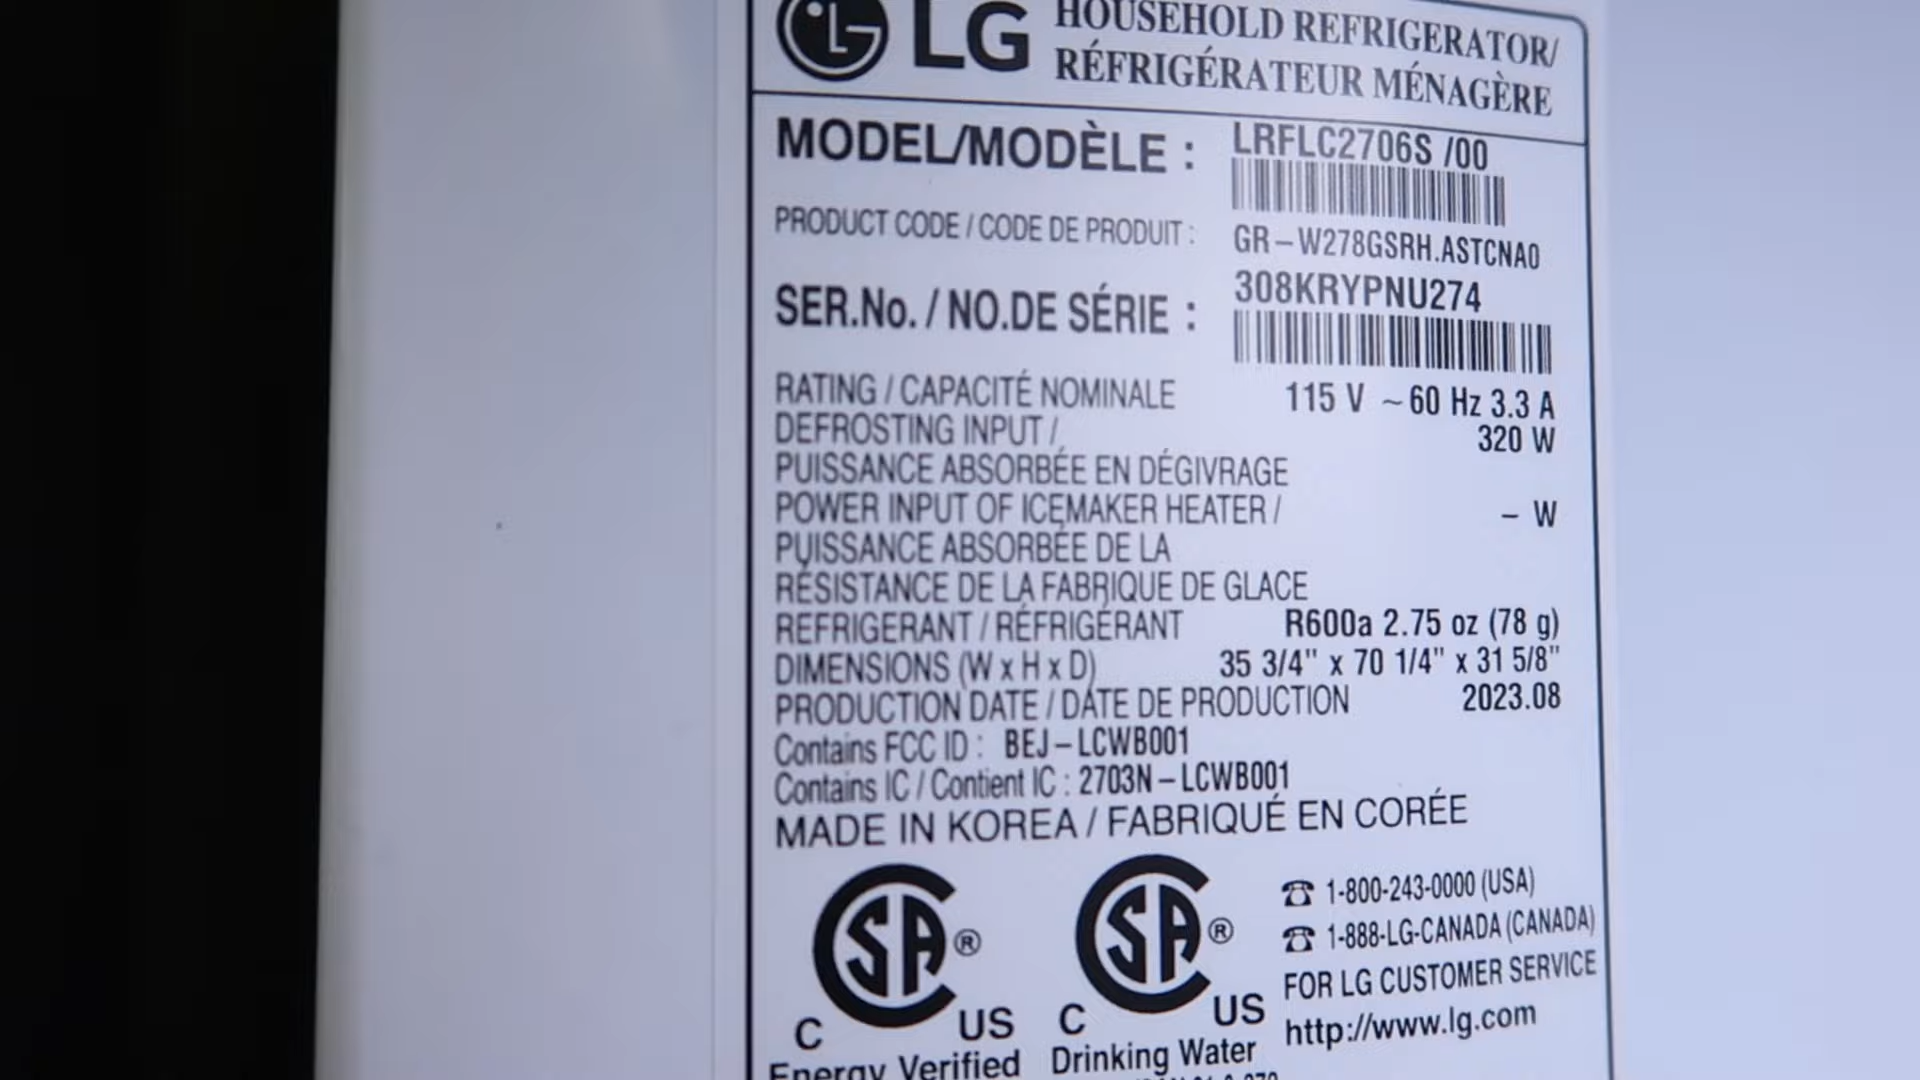 LG HOUSEHOLD REFRIGERATOR/
RÉFRIGÉRATEUR MÉNAGÈRE
MODEL/MODÈLE : LRFLC2706S /00
PRODUCT CODE / CODE DE PRODUIT : GR-W278GSRH.ASTCNA0
SER.No. / NO.DE SÉRIE : 308KRYPNU274
RATING / CAPACITÉ NOMINALE 115 V ~ 60 Hz 3.3 A
DEFROSTING INPUT / 320 W
PUISSANCE ABSORBÉE EN DÉGIVRAGE
POWER INPUT OF ICEMAKER HEATER / – W
PUISSANCE ABSORBÉE DE LA
RÉSISTANCE DE LA FABRIQUE DE GLACE
REFRIGERANT / RÉFRIGÉRANT R600a 2.75 oz (78 g)
DIMENSIONS (W x H x D) 35 3/4" x 70 1/4" x 31 5/8"
PRODUCTION DATE / DATE DE PRODUCTION 2023.08
Contains FCC ID : BEJ-LCWB001
Contains IC / Contient IC : 2703N-LCWB001
MADE IN KOREA / FABRIQUÉ EN CORÉE
SA ® C US
Energy Verified
SA ® C US
Drinking Water
1-800-243-0000 (USA)
1-888-LG-CANADA (CANADA)
FOR LG CUSTOMER SERVICE
http://www.lg.com